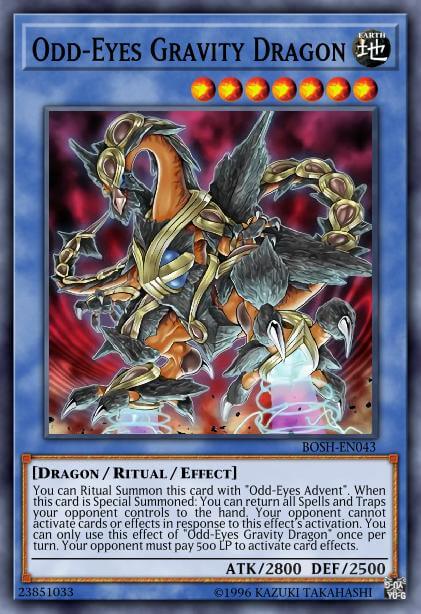 ODD-EYES GRAVITY DRAGON
EARTH
地
BOSH-EN043
[DRAGON / RITUAL / EFFECT]
You can Ritual Summon this card with "Odd-Eyes Advent". When
this card is Special Summoned: You can return all Spells and Traps
your opponent controls to the hand. Your opponent cannot
activate cards or effects in response to this effect's activation. You
can only use this effect of "Odd-Eyes Gravity Dragon" once per
turn. Your opponent must pay 500 LP to activate card effects.
ATK/2800 DEF/2500
23851033
©1996 KAZUKI TAKAHASHI